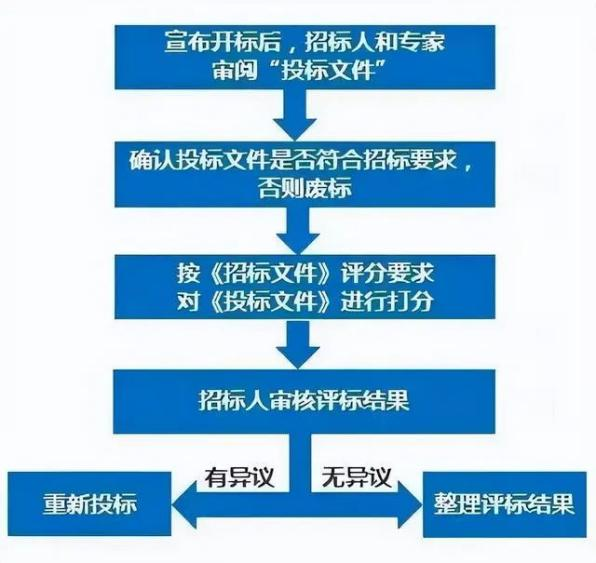 宣布开标后，招标人和专家
审阅“投标文件”
确认投标文件是否符合招标要求，
否则废标
按《招标文件》评分要求
对《投标文件》进行打分
招标人审核评标结果
有异议
无异议
重新投标
整理评标结果